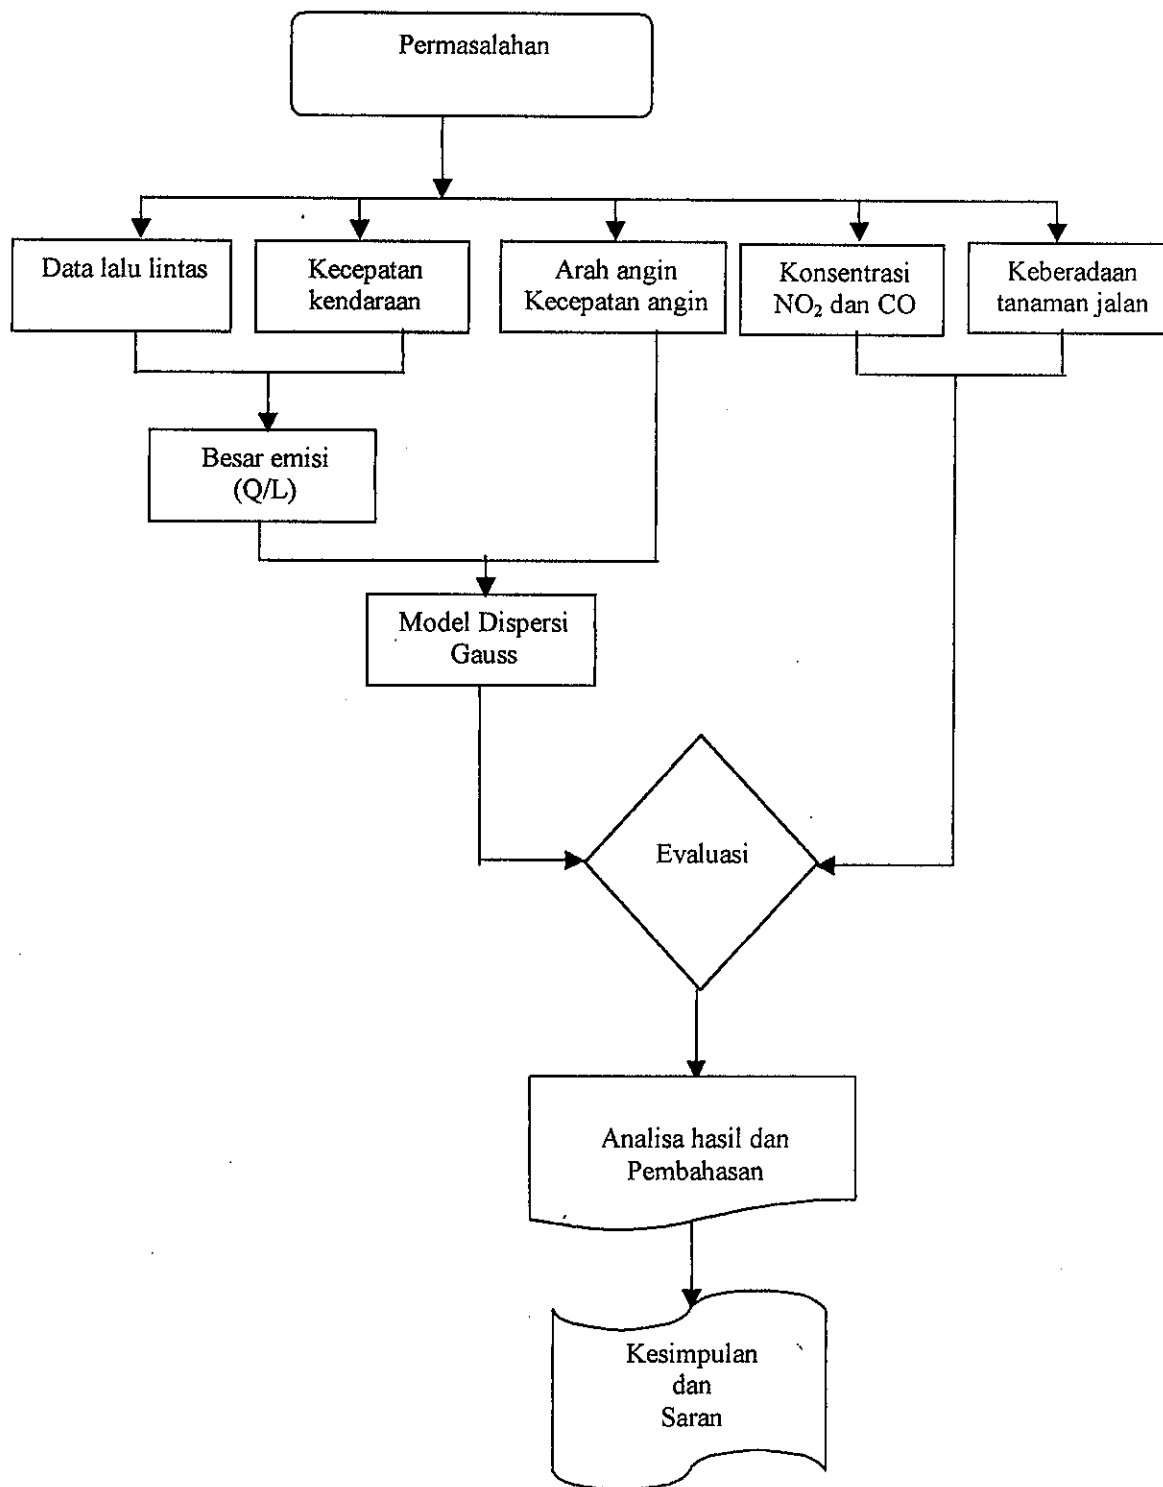 Permasalahan
Data lalu lintas
Kecepatan
kendaraan
Arah angin
Kecepatan angin
Konsentrasi
NO₂ dan CO
Keberadaan
tanaman jalan
Besar emisi
(Q/L)
Model Dispersi
Gauss
Evaluasi
Analisa hasil dan
Pembahasan
Kesimpulan
dan
Saran